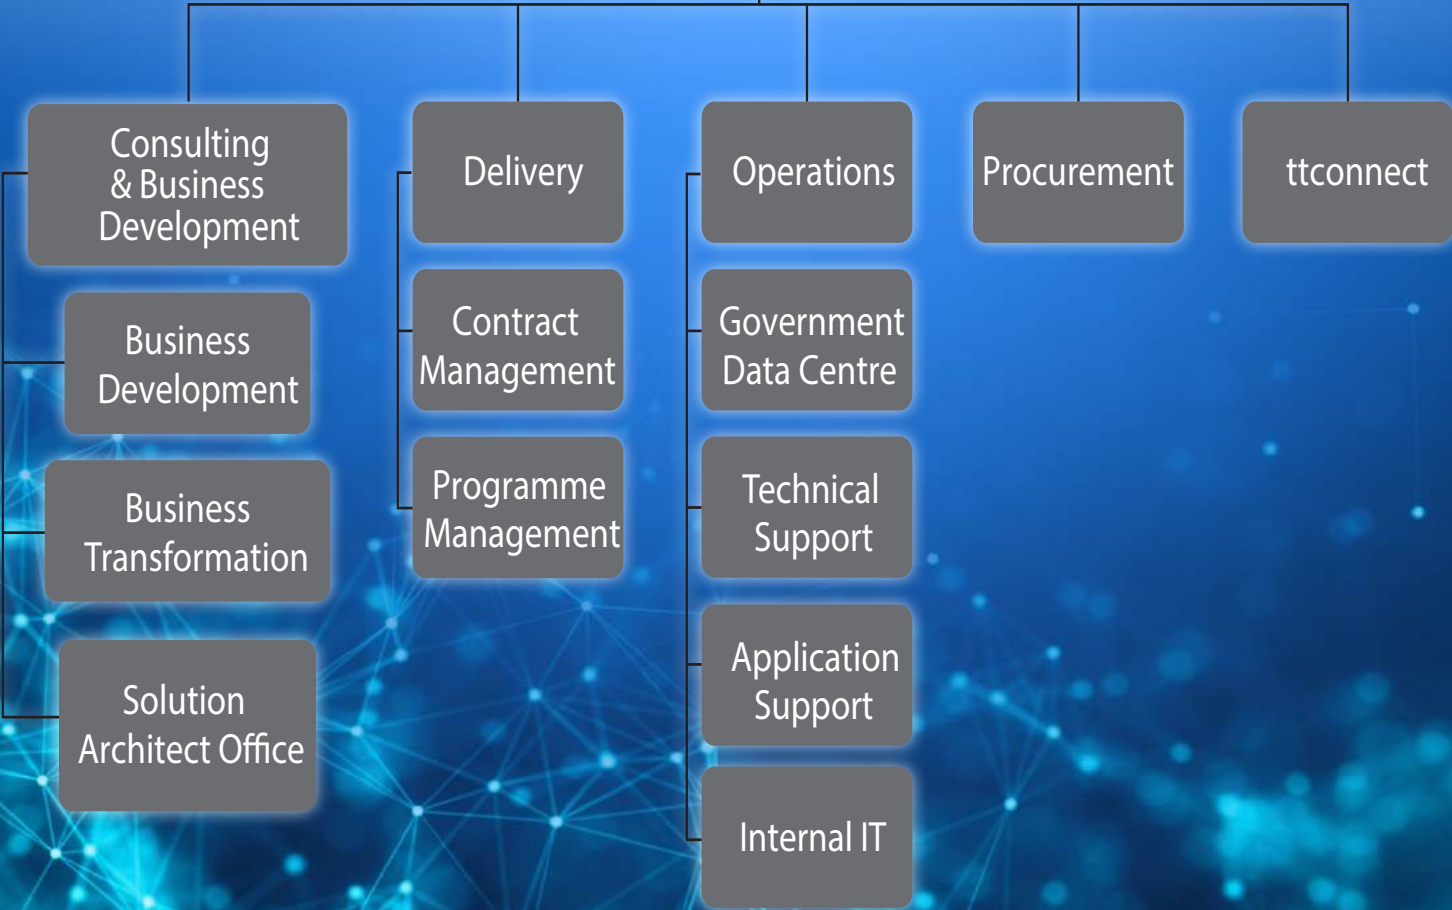 Consulting
& Business
Development
Business
Development
Business
Transformation
Solution
Architect Office
Delivery
Contract
Management
Programme
Management
Operations
Government
Data Centre
Technical
Support
Application
Support
Internal IT
Procurement
ttconnect